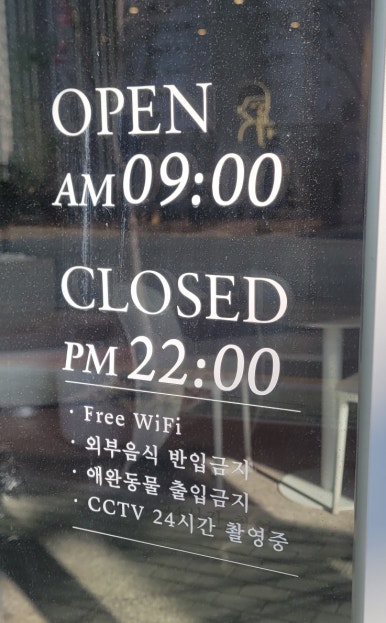 OPEN
AM 09:00
CLOSED
PM 22:00
· Free WiFi
· 외부음식 반입금지
· 애완동물 출입금지
· CCTV 24시간 촬영중